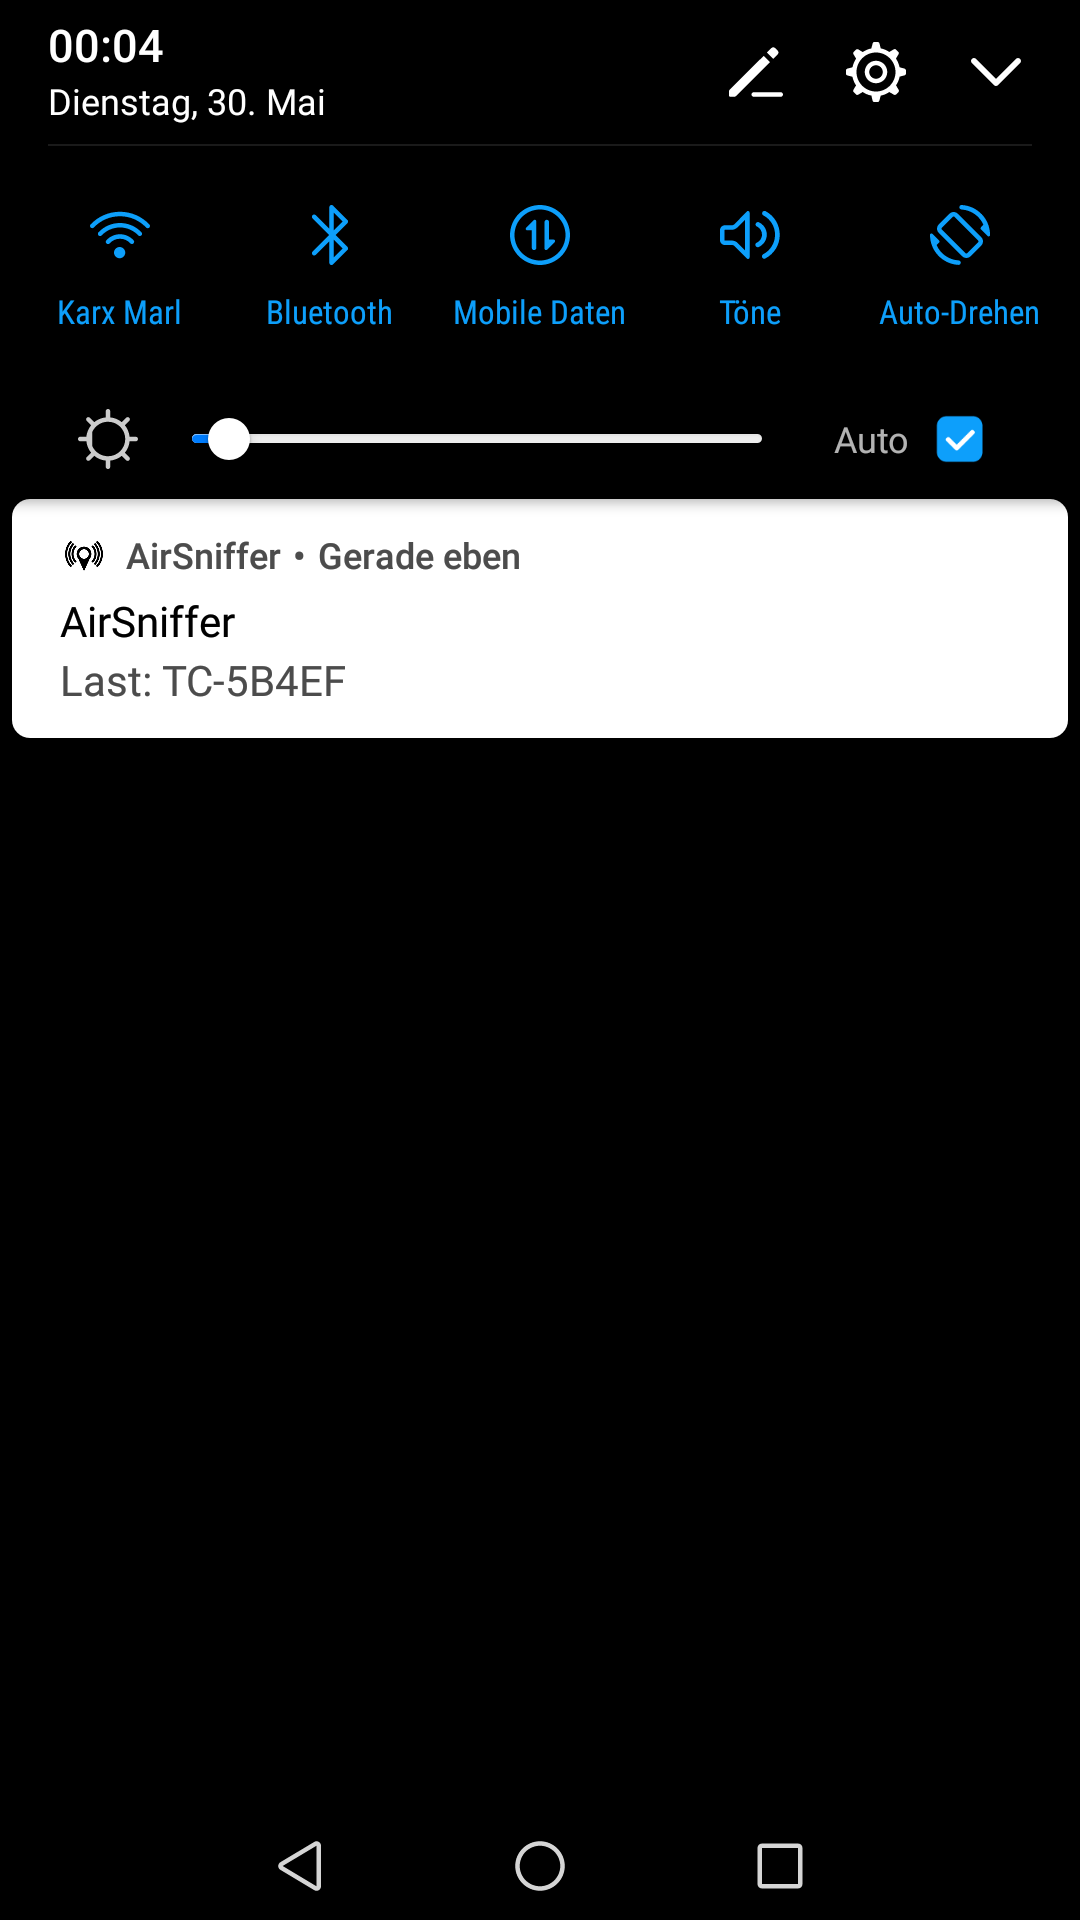 00:04
Dienstag, 30. Mai
Karx Marl Bluetooth Mobile Daten Töne Auto-Drehen
Auto
AirSniffer • Gerade eben
AirSniffer
Last: TC-5B4EF